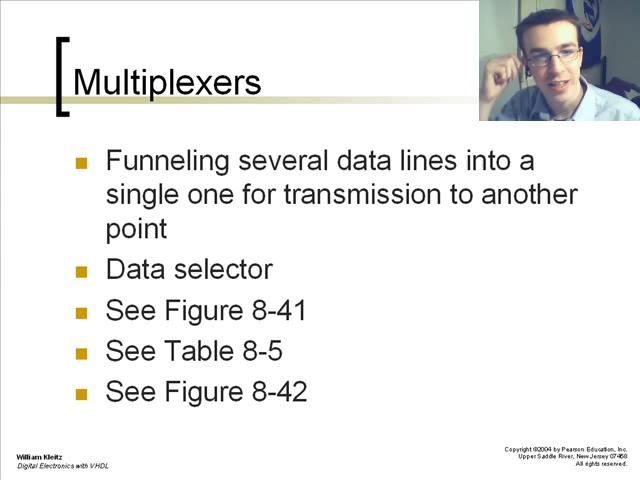 Multiplexers
Funneling several data lines into a
single one for transmission to another
point
Data selector
See Figure 8-41
See Table 8-5
See Figure 8-42
William Kleitz
Digital Electronics with VHDL
Copyright ©2004 by Pearson Education, Inc.
Upper Saddle River, New Jersey 07458
All rights reserved.